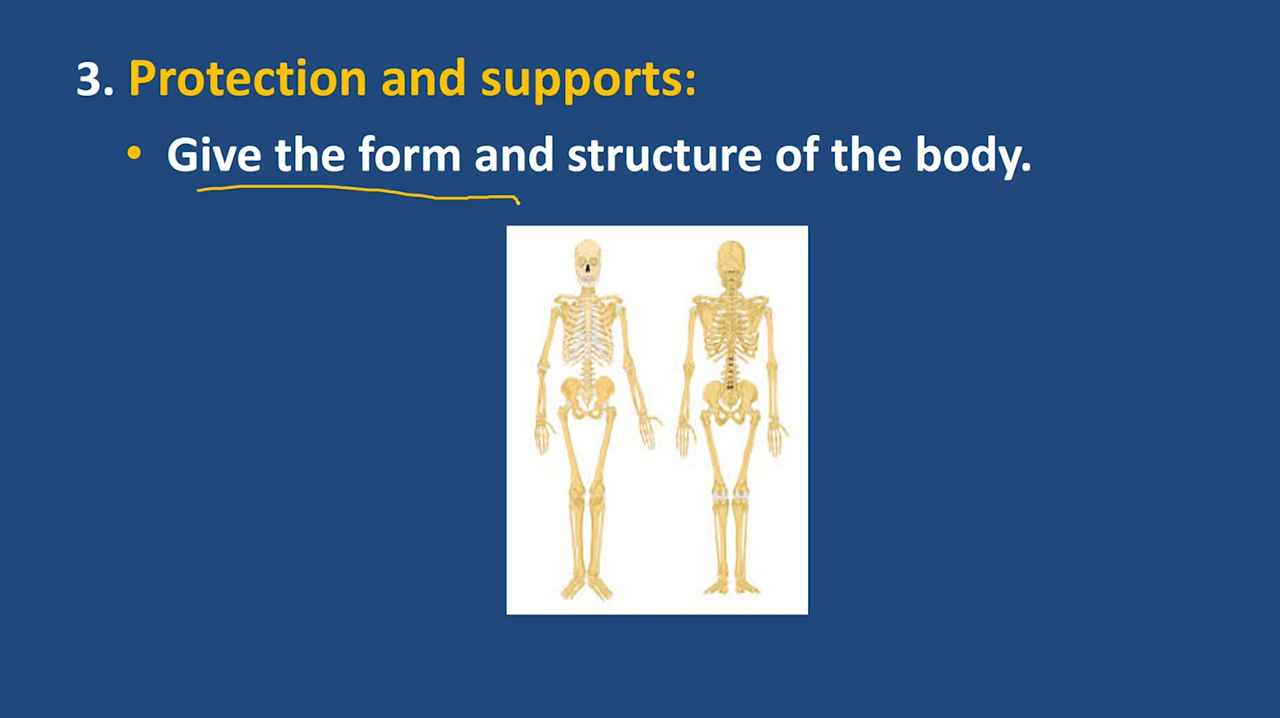 3. Protection and supports:
• Give the form and structure of the body.